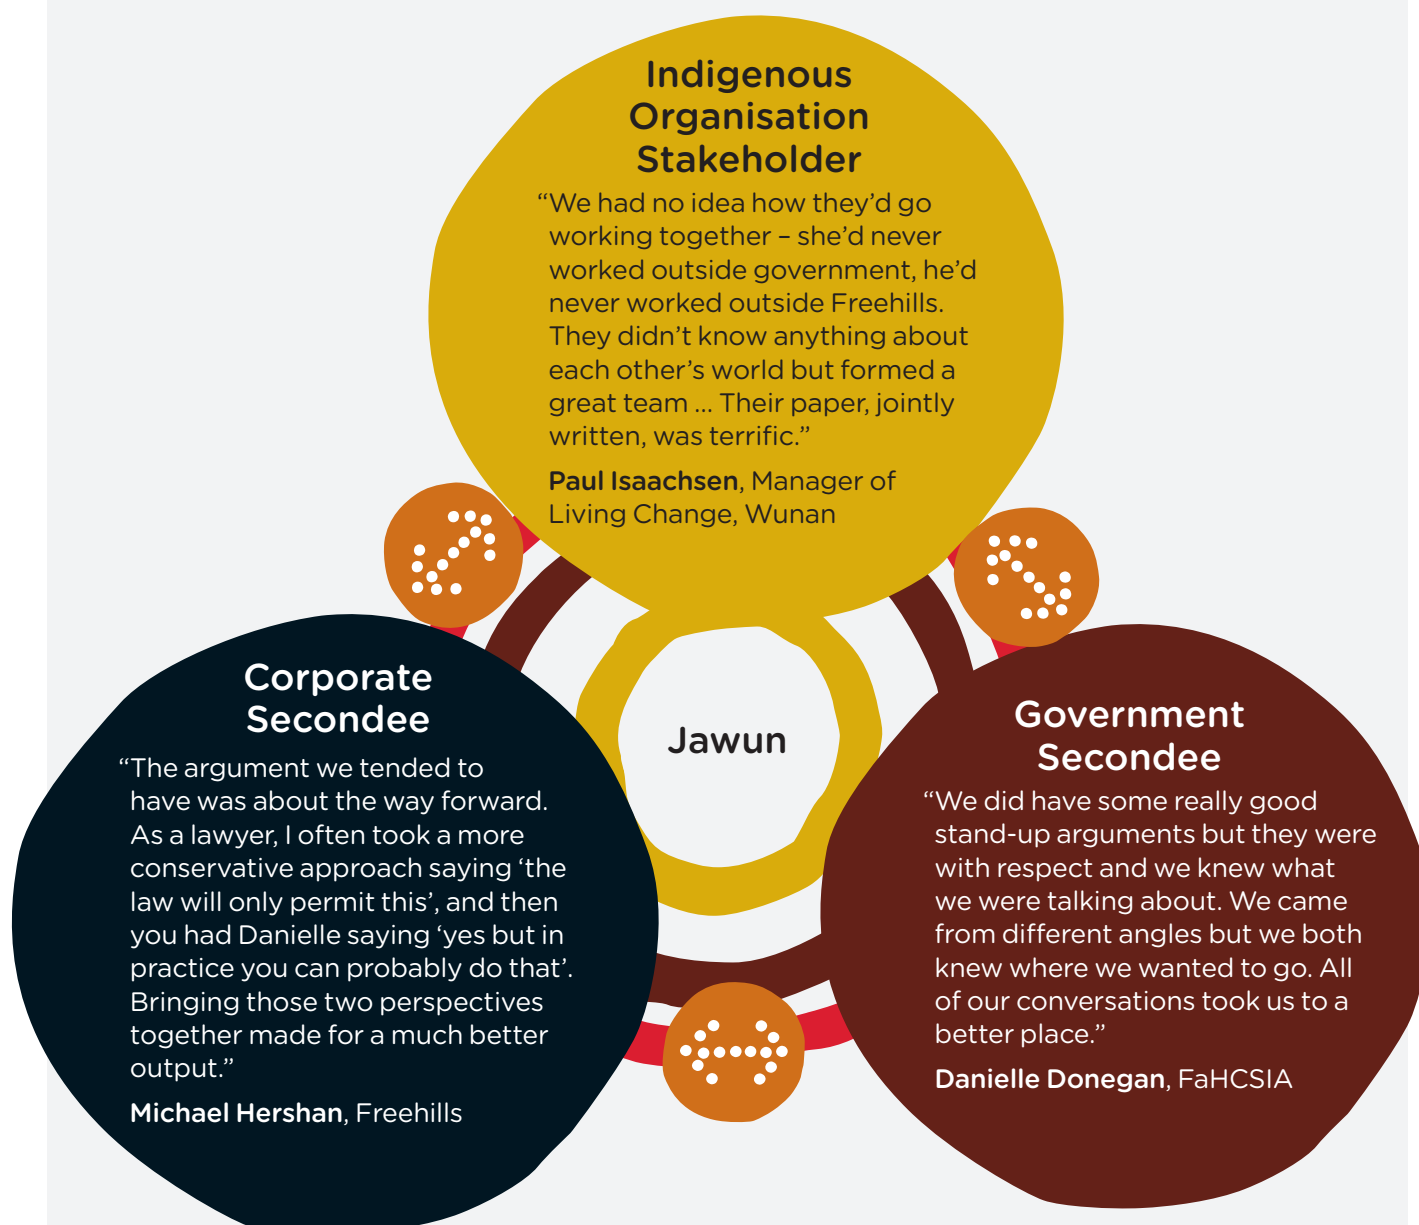 Indigenous
Organisation
Stakeholder
“We had no idea how they’d go
working together – she’d never
worked outside government, he’d
never worked outside Freehills.
They didn’t know anything about
each other’s world but formed a
great team ... Their paper, jointly
written, was terrific.”
Paul Isaachsen, Manager of
Living Change, Wunan
Corporate
Secondee
“The argument we tended to
have was about the way forward.
As a lawyer, I often took a more
conservative approach saying ‘the
law will only permit this’, and then
you had Danielle saying ‘yes but in
practice you can probably do that’.
Bringing those two perspectives
together made for a much better
output.”
Michael Hershan, Freehills
Jawun
Government
Secondee
“We did have some really good
stand-up arguments but they were
with respect and we knew what
we were talking about. We came
from different angles but we both
knew where we wanted to go. All
of our conversations took us to a
better place.”
Danielle Donegan, FaHCSIA